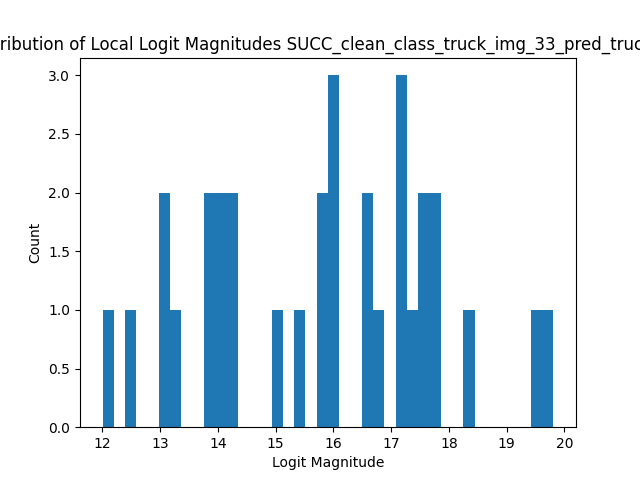 ribution of Local Logit Magnitudes SUCC_clean_class_truck_img_33_pred_truc
3.0
2.5
2.0
1.5
1.0
0.5
0.0
Count
12 13 14 15 16 17 18 19 20
Logit Magnitude